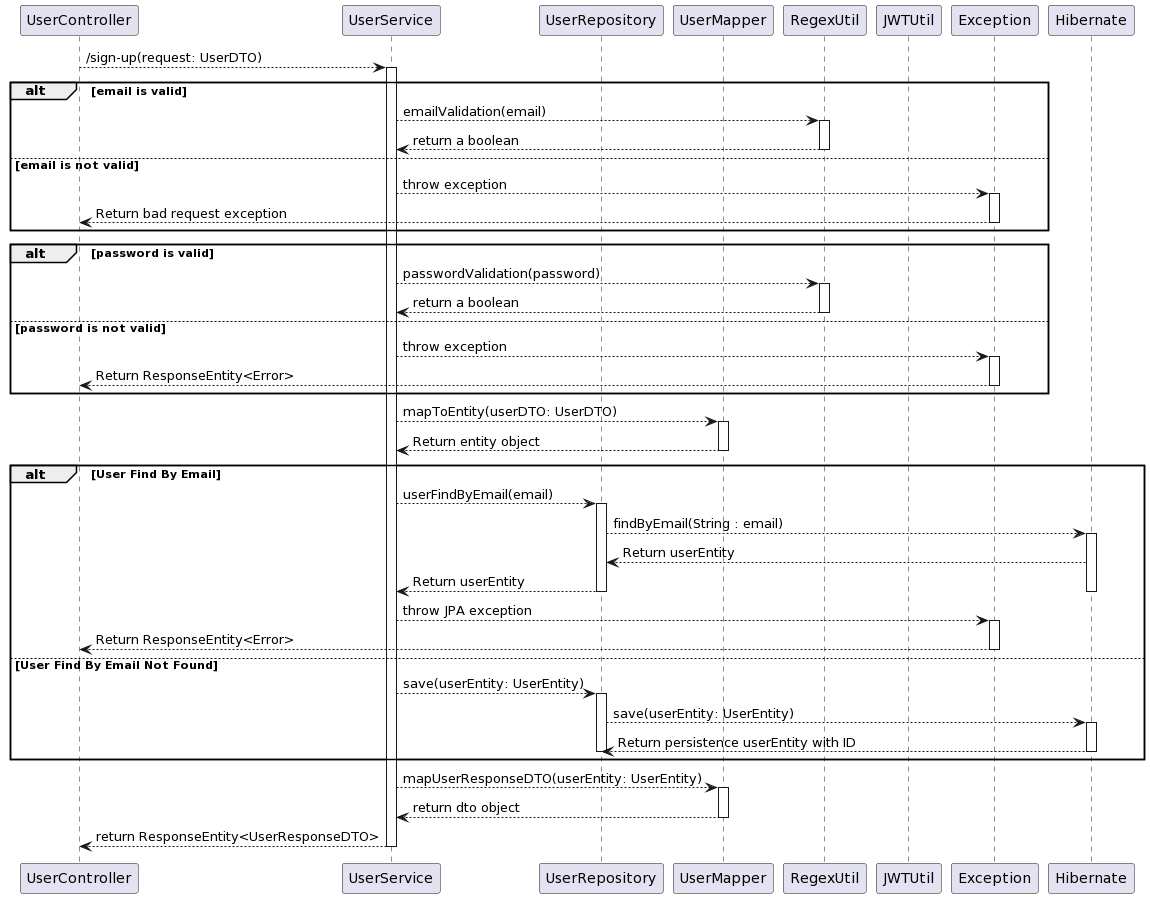 UserController UserService UserRepository UserMapper RegexUtil JWTUtil Exception Hibernate
/sign-up(request: UserDTO)
alt [email is valid]
emailValidation(email)
return a boolean
[email is not valid]
throw exception
Return bad request exception
alt [password is valid]
passwordValidation(password)
return a boolean
[password is not valid]
throw exception
Return ResponseEntity<Error>
mapToEntity(userDTO: UserDTO)
Return entity object
alt [User Find By Email]
userFindByEmail(email)
findByEmail(String : email)
Return userEntity
Return userEntity
throw JPA exception
Return ResponseEntity<Error>
[User Find By Email Not Found]
save(userEntity: UserEntity)
save(userEntity: UserEntity)
Return persistence userEntity with ID
mapUserResponseDTO(userEntity: UserEntity)
return dto object
return ResponseEntity<UserResponseDTO>
UserController UserService UserRepository UserMapper RegexUtil JWTUtil Exception Hibernate